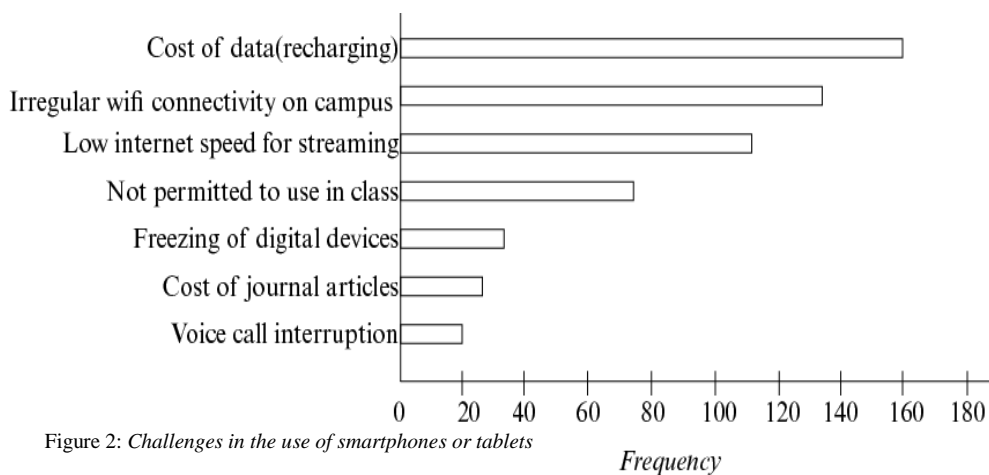 Cost of data(recharging)
Irregular wifi connectivity on campus
Low internet speed for streaming
Not permitted to use in class
Freezing of digital devices
Cost of journal articles
Voice call interruption
0 20 40 60 80 100 120 140 160 180
Figure 2: Challenges in the use of smartphones or tablets
Frequency